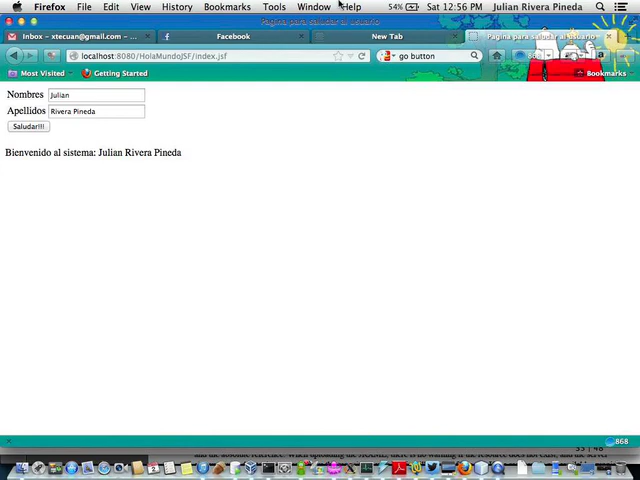 Firefox File Edit View History Bookmarks Tools Window Help 54% Sat 12:56 PM Julian Rivera Pineda
Pagina para saludar al usuario
Inbox – xtecuan@gmail.com – ... Facebook New Tab Pagina para saludar al usuario
localhost:8080/HolaMundoJSF/index.jsf go button
Most Visited Getting Started Bookmarks
Nombres Julian
Apellidos Rivera Pineda
Saludar!!!
Bienvenido al sistema: Julian Rivera Pineda
868